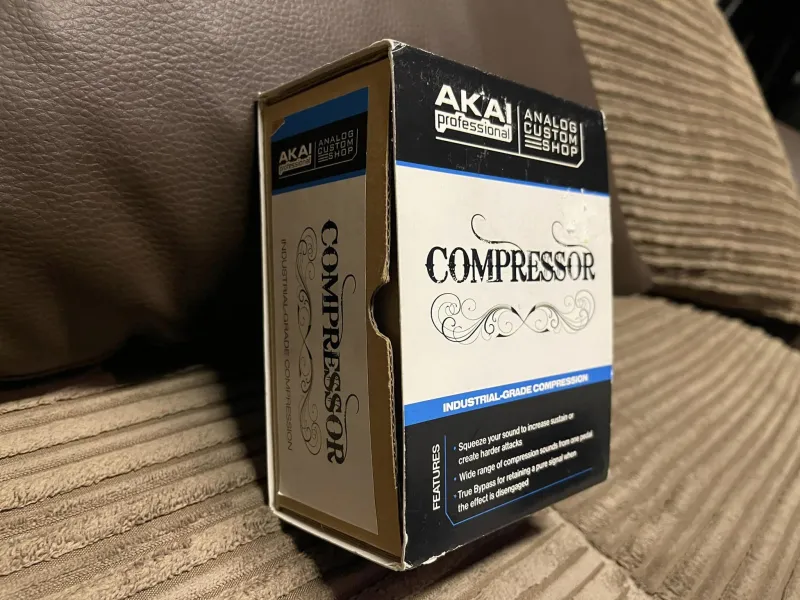 AKAI
professional
ANALOG
CUSTOM
SHOP
COMPRESSOR
INDUSTRIAL-GRADE COMPRESSION
AKAI
professional
ANALOG
CUSTOM
SHOP
COMPRESSOR
INDUSTRIAL-GRADE COMPRESSION
FEATURES
Squeeze your sound to increase sustain or
create harder attacks
Wide range of compression sounds from one pedal
True Bypass for retaining a pure signal when
the effect is disengaged